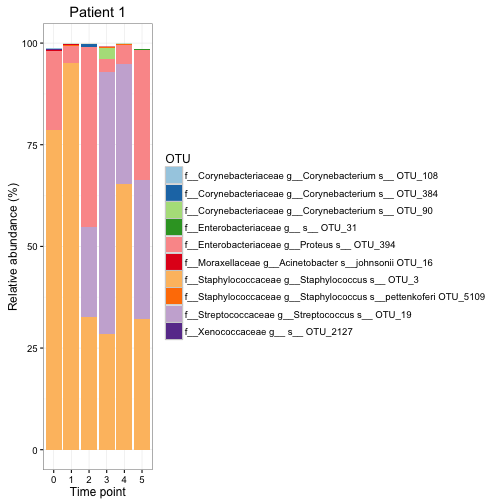 Patient 1
100
75
50
25
0
Relative abundance (%)
0 1 2 3 4 5
Time point
OTU
f__Corynebacteriaceae g__Corynebacterium s__ OTU_108
f__Corynebacteriaceae g__Corynebacterium s__ OTU_384
f__Corynebacteriaceae g__Corynebacterium s__ OTU_90
f__Enterobacteriaceae g__ s__ OTU_31
f__Enterobacteriaceae g__Proteus s__ OTU_394
f__Moraxellaceae g__Acinetobacter s__johnsonii OTU_16
f__Staphylococcaceae g__Staphylococcus s__ OTU_3
f__Staphylococcaceae g__Staphylococcus s__pettenkoferi OTU_5109
f__Streptococcaceae g__Streptococcus s__ OTU_19
f__Xenococcaceae g__ s__ OTU_2127